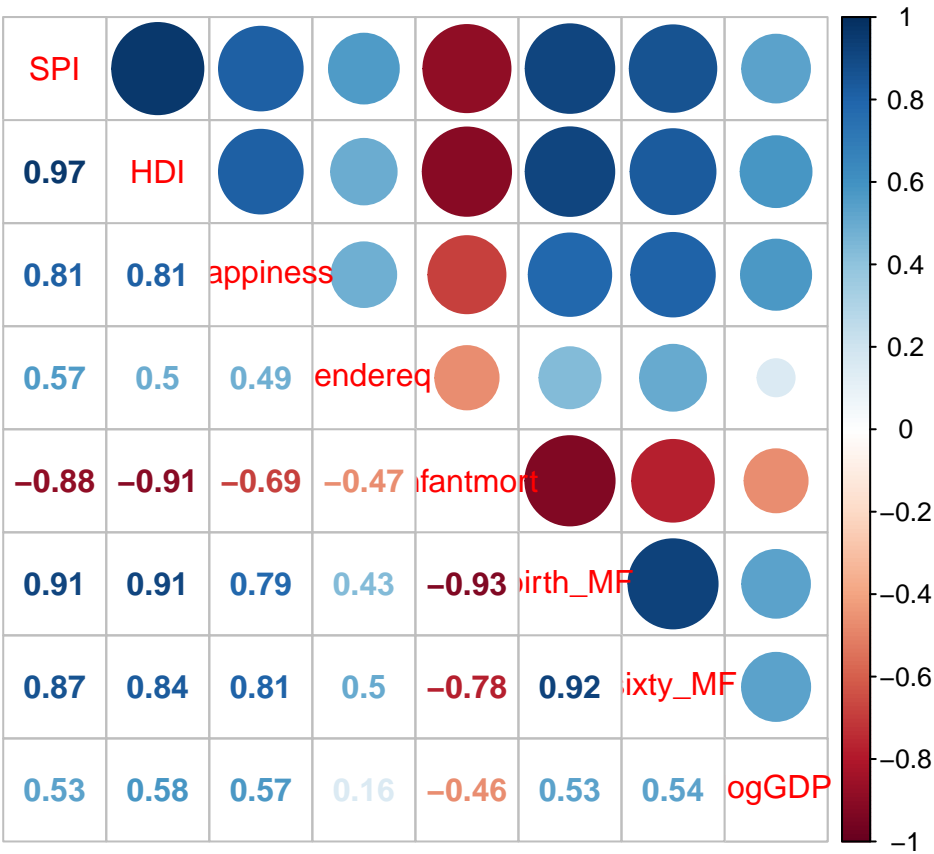 SPI
0.97 HDI
0.81 0.81 appiness
0.57 0.5 0.49 endereq
−0.88 −0.91 −0.69 −0.47 nfantmort
0.91 0.91 0.79 0.43 −0.93 birth_MF
0.87 0.84 0.81 0.5 −0.78 0.92 sixty_MF
0.53 0.58 0.57 0.16 −0.46 0.53 0.54 ogGDP
1
0.8
0.6
0.4
0.2
0
−0.2
−0.4
−0.6
−0.8
−1